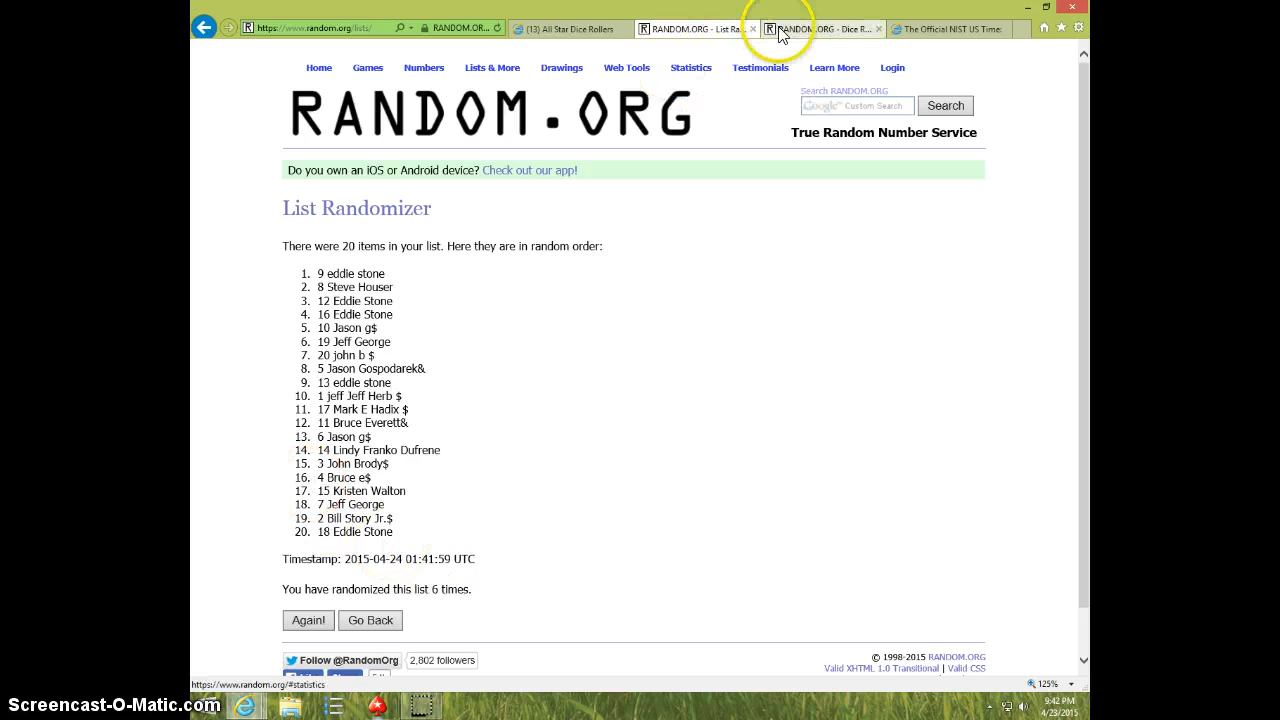 https://www.random.org/lists/
RANDOM.OR...
(13) All Star Dice Rollers
RANDOM.ORG - List Ra...
RANDOM.ORG - Dice R...
The Official NIST US Time:
Home Games Numbers Lists & More Drawings Web Tools Statistics Testimonials Learn More Login
RANDOM.ORG
Search RANDOM.ORG
Google™ Custom Search
Search
True Random Number Service
Do you own an iOS or Android device? Check out our app!
List Randomizer
There were 20 items in your list. Here they are in random order:
1. 9 eddie stone
2. 8 Steve Houser
3. 12 Eddie Stone
4. 16 Eddie Stone
5. 10 Jason g$
6. 19 Jeff George
7. 20 john b $
8. 5 Jason Gospodarek&
9. 13 eddie stone
10. 1 jeff Jeff Herb $
11. 17 Mark E Hadix $
12. 11 Bruce Everett&
13. 6 Jason g$
14. 14 Lindy Franko Dufrene
15. 3 John Brody$
16. 4 Bruce e$
17. 15 Kristen Walton
18. 7 Jeff George
19. 2 Bill Story Jr.$
20. 18 Eddie Stone
Timestamp: 2015-04-24 01:41:59 UTC
You have randomized this list 6 times.
Again! Go Back
Follow @RandomOrg 2,802 followers
© 1998-2015 RANDOM.ORG
Valid XHTML 1.0 Transitional | Valid CSS
https://www.random.org/#statistics
125%
9:42 PM
4/23/2015
Screencast-O-Matic.com